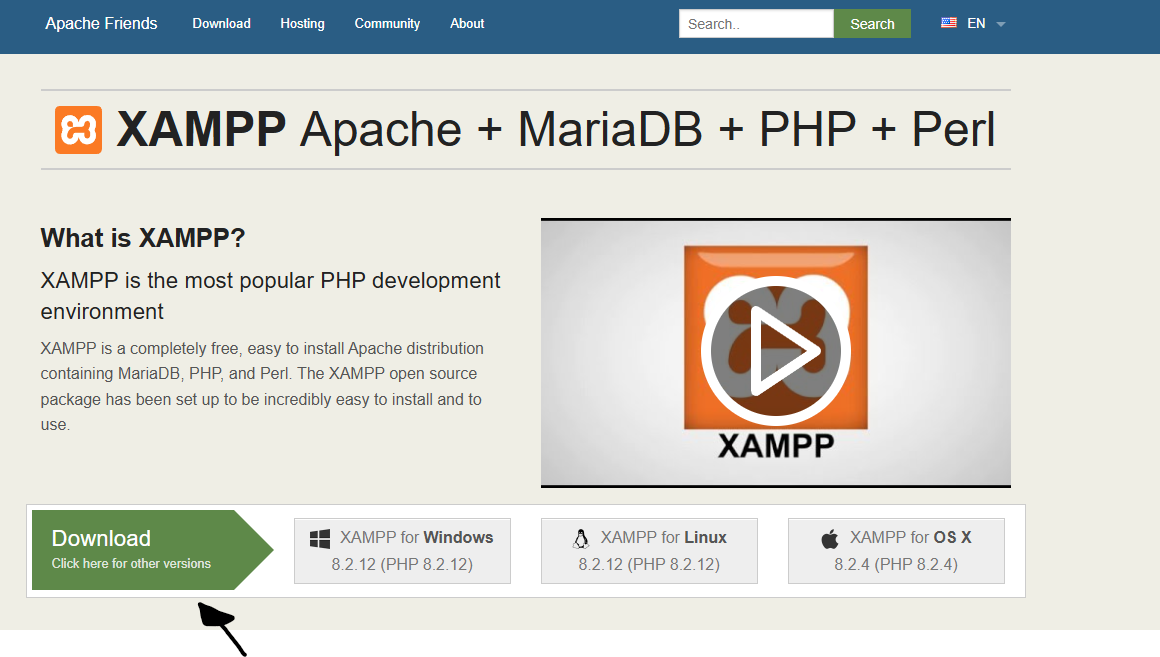 Apache Friends Download Hosting Community About Search.. Search EN
XAMPP Apache + MariaDB + PHP + Perl
What is XAMPP?
XAMPP is the most popular PHP development
environment
XAMPP is a completely free, easy to install Apache distribution
containing MariaDB, PHP, and Perl. The XAMPP open source
package has been set up to be incredibly easy to install and to
use.
XAMPP
Download
Click here for other versions
XAMPP for Windows
8.2.12 (PHP 8.2.12)
XAMPP for Linux
8.2.12 (PHP 8.2.12)
XAMPP for OS X
8.2.4 (PHP 8.2.4)